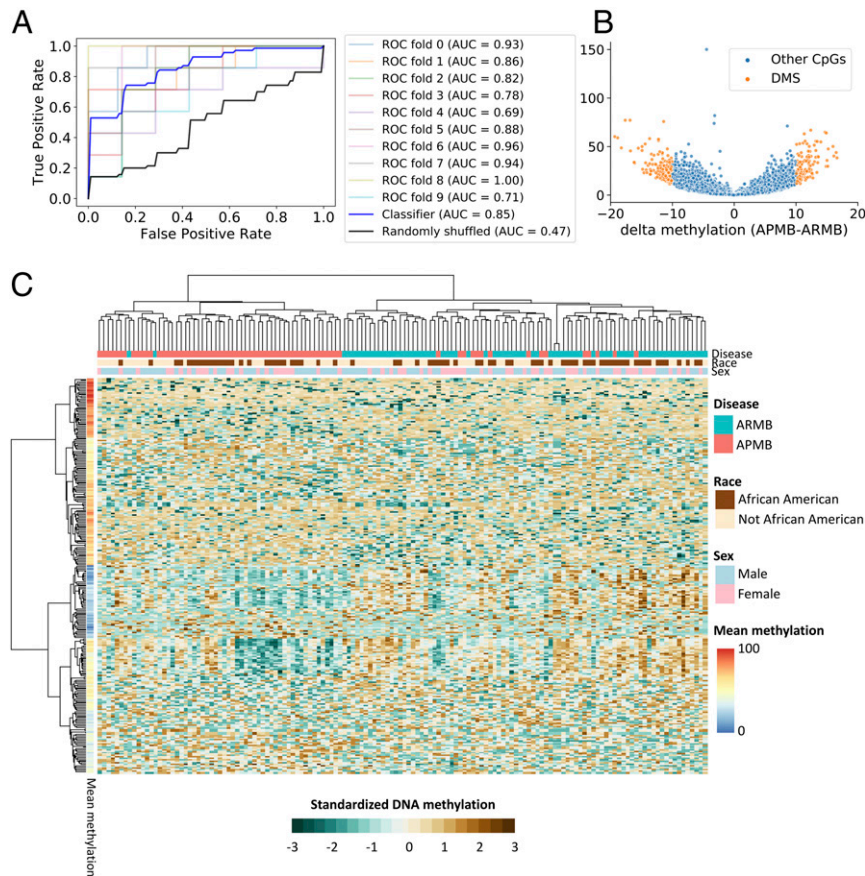 A
1.0
0.8
0.6
0.4
0.2
0.0
True Positive Rate
0.0 0.2 0.4 0.6 0.8 1.0
False Positive Rate
ROC fold 0 (AUC = 0.93)
ROC fold 1 (AUC = 0.86)
ROC fold 2 (AUC = 0.82)
ROC fold 3 (AUC = 0.78)
ROC fold 4 (AUC = 0.69)
ROC fold 5 (AUC = 0.88)
ROC fold 6 (AUC = 0.96)
ROC fold 7 (AUC = 0.94)
ROC fold 8 (AUC = 1.00)
ROC fold 9 (AUC = 0.71)
Classifier (AUC = 0.85)
Randomly shuffled (AUC = 0.47)
B
150
100
50
0
Other CpGs
DMS
−20 −10 0 10 20
delta methylation (APMB-ARMB)
C
Disease
Race
Sex
Disease
ARMB
APMB
Race
African American
Not African American
Sex
Male
Female
Mean methylation
100
0
Mean methylation
Standardized DNA methylation
-3 -2 -1 0 1 2 3